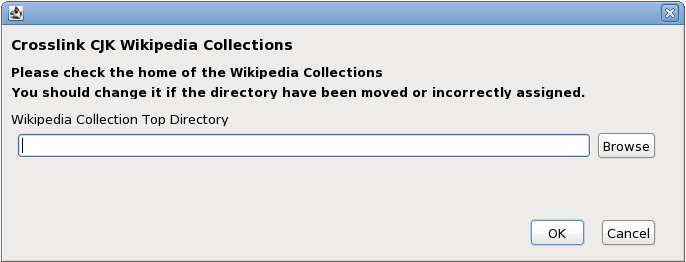 Crosslink CJK Wikipedia Collections
Please check the home of the Wikipedia Collections
You should change it if the directory have been moved or incorrectly assigned.
Wikipedia Collection Top Directory
Browse
OK
Cancel